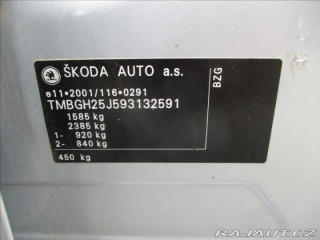 ŠKODA AUTO a.s.
e11*2001/116*0291
TMBGH25J593132591
1585 kg
2385 kg
1- 920 kg
2- 840 kg
450 kg
BZG
RAJAUT.CZ